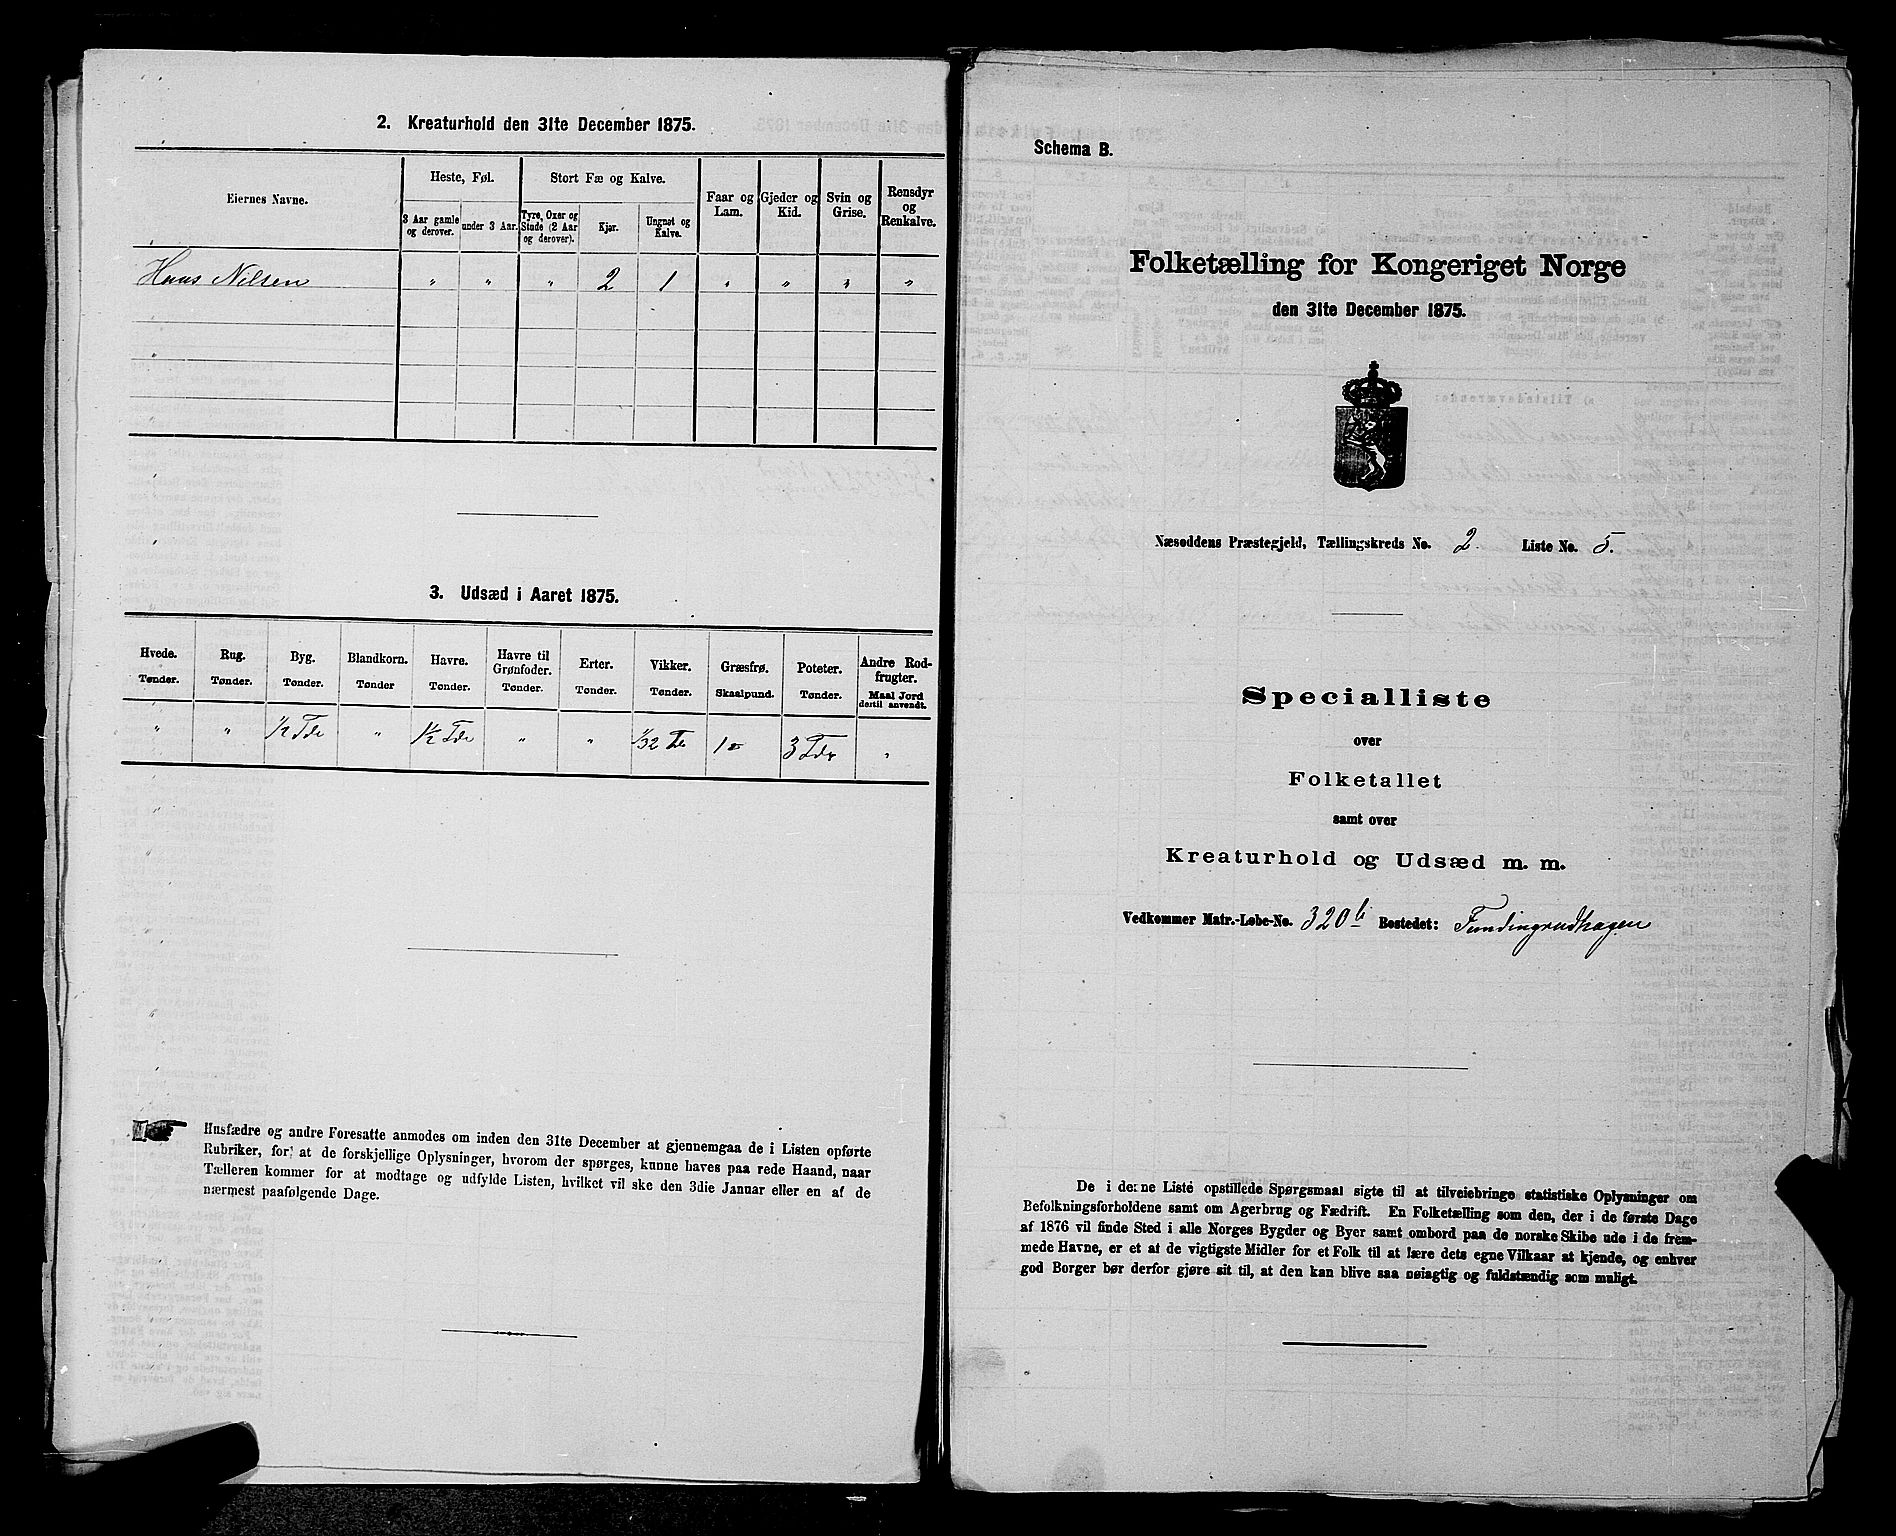 2. Kreaturhold den 31te December 1875.
Eiernes Navne.
Heste, Føl.
Stort Fæ og Kalve.
Faar og Lam.
Gjeder og Kid.
Svin og Grise.
Rensdyr og Renkalve.
3 Aar gamle og derover.
under 3 Aar.
Tyre, Oxer og Stude (2 Aar og derover).
Kjør.
Ungnøt og Kalve.
Hans Nilsen " " " 2 1 " " " "
3. Udsæd i Aaret 1875.
Hvede. Rug. Byg. Blandkorn. Havre. Havre til Grønfoder. Erter. Vikker. Græsfrø. Poteter. Andre Rodfrugter.
Tønder. Tønder. Tønder. Tønder Tønder. Tønder. Tønder. Tønder. Skaalpund. Tønder. Maal Jord dertil anvendt.
" " ½ Tde " 1½ Tde " " 1/32 Tde 3 Tdr "
Husfædre og andre Foresatte anmodes om inden den 31te December at gjennemgaa de i Listen opførte
Rubriker, for at de forskjellige Oplysninger, hvorom der spørges, kunne haves paa rede Haand, naar
Tælleren kommer for at modtage og udfylde Listen, hvilket vil ske den 3die Januar eller en af de
nærmest paafølgende Dage.
Schema B.
Folketælling for Kongeriget Norge
den 31te December 1875.
Næsoddens Præstegjeld, Tællingskreds No. 2. Liste No. 5.
Specialliste
over
Folketallet
samt over
Kreaturhold og Udsæd m. m.
Vedkommer Matr.-Løbe-No. 320b Bostedet: Fundingrudhagen
De i denne Liste opstillede Spørgsmaal sigte til at tilveiebringe statistiske Oplysninger om
Befolkningsforholdene samt om Agerbrug og Fædrift. En Folketælling som den, der i de første Dage
af 1876 vil finde Sted i alle Norges Bygder og Byer samt ombord paa de norske Skibe ude i de frem-
mede Havne, er et af de vigtigste Midler for et Folk til at lære dets egne Vilkaar at kjende, og enhver
god Borger bør derfor gjøre sit til, at den kan blive saa nøiagtig og fuldstændig som muligt.